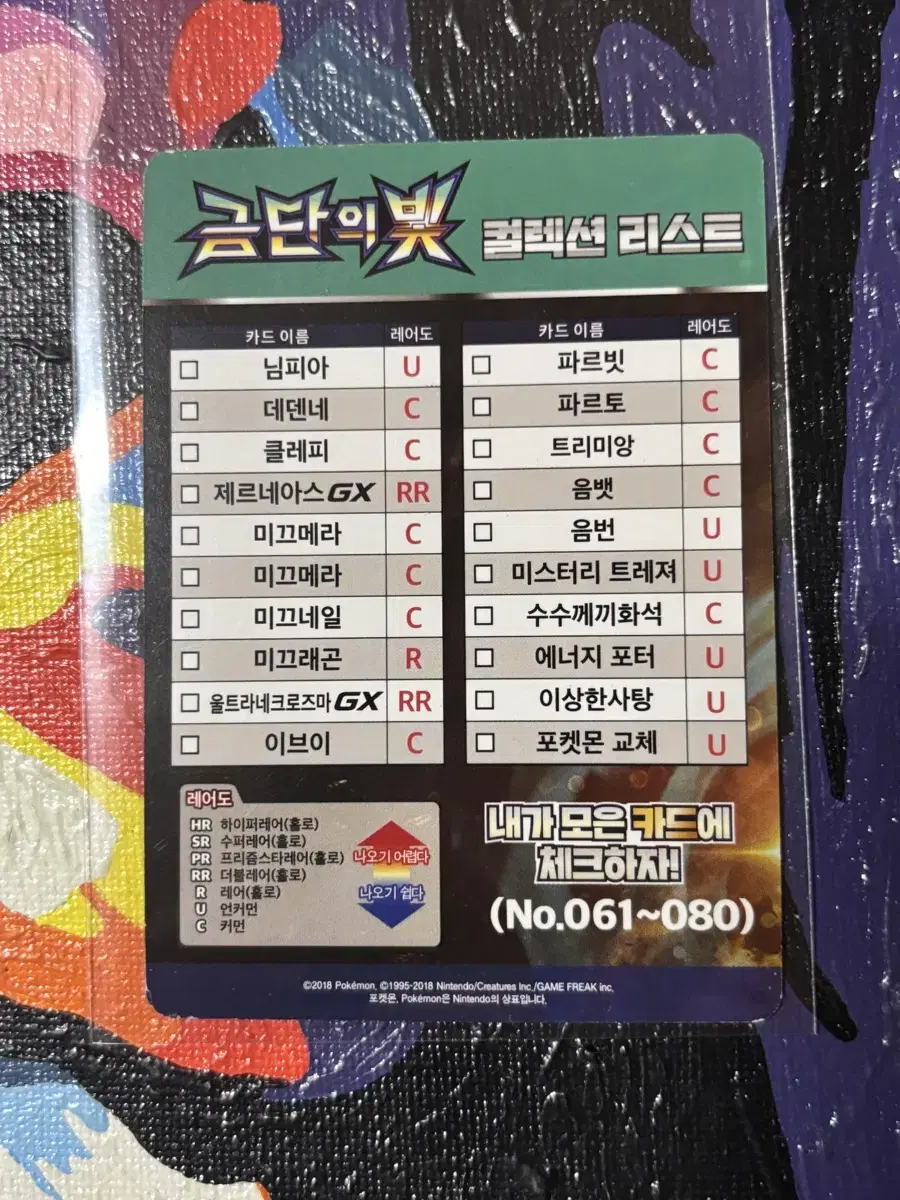 금단의 빛 컬렉션 리스트
카드 이름 레어도
님피아 U
데덴네 C
클레피 C
제르네아스GX RR
미끄메라 C
미끄메라 C
미끄네일 C
미끄래곤 R
울트라네크로즈마GX RR
이브이 C
카드 이름 레어도
파르빗 C
파르토 C
트리미앙 C
음뱃 C
음번 U
미스터리 트레져 U
수수께끼화석 C
에너지 포터 U
이상한사탕 U
포켓몬 교체 U
레어도
HR 하이퍼레어(홀로)
SR 수퍼레어(홀로)
PR 프리즘스타레어(홀로)
RR 더블레어(홀로)
R 레어(홀로)
U 언커먼
C 커먼
나오기 어렵다
나오기 쉽다
내가 모은 카드에
체크하자!
(No.061~080)
©2018 Pokémon. ©1995-2018 Nintendo/Creatures Inc./GAME FREAK inc.
포켓몬, Pokémon은 Nintendo의 상표입니다.